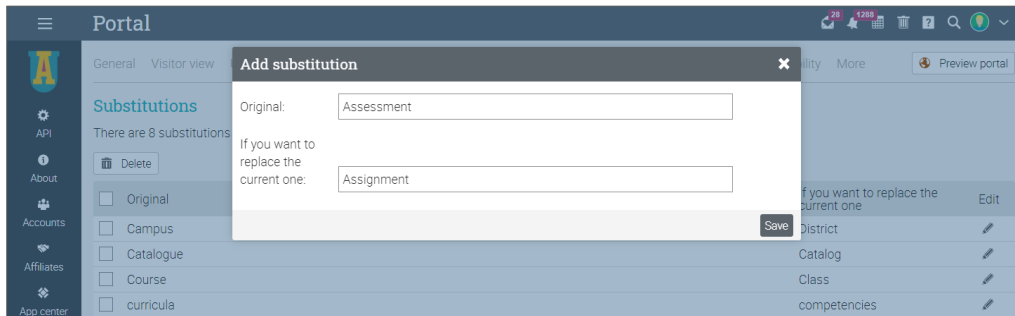 Portal
28
1288
General Visitor view
Add substitution
ility More
Preview portal
Substitutions
There are 8 substitutions
Original:
Assessment
If you want to
replace the
current one:
Assignment
Save
Delete
Original
If you want to replace the
current one
Edit
Campus
District
Catalogue
Catalog
Course
Class
curricula
competencies
API
About
Accounts
Affiliates
App center